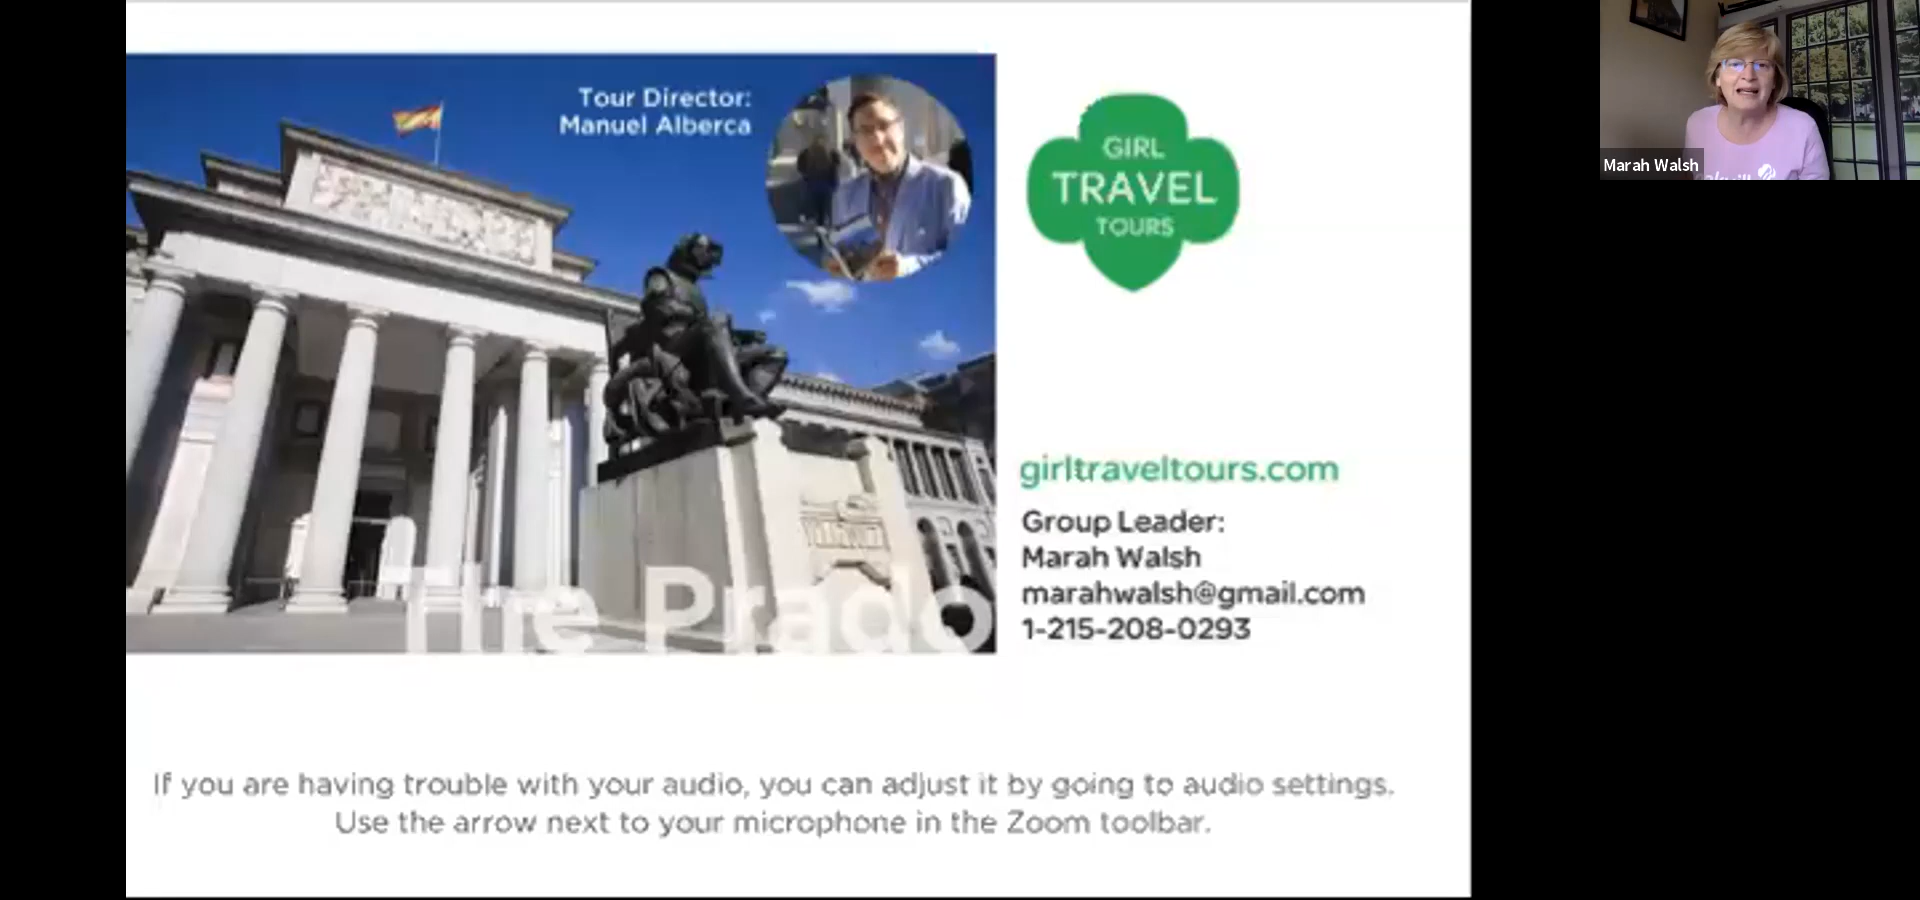 Tour Director:
Manuel Alberca
The Prado
GIRL
TRAVEL
TOURS
girltraveltours.com
Group Leader:
Marah Walsh
marahwalsh@gmail.com
1-215-208-0293
If you are having trouble with your audio, you can adjust it by going to audio settings.
Use the arrow next to your microphone in the Zoom toolbar.
Marah Walsh